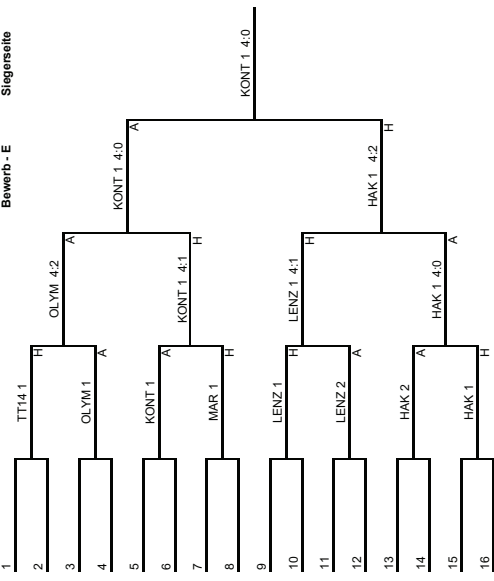 Bewerb - E Siegerseite
1
TT14 1
2 H
OLYM 4:2
3 A
OLYM 1
4 A
KONT 1 4:0
5 A
KONT 1
6 A
KONT 1 4:1
7 H
MAR 1
8 H
KONT 1 4:0
9
LENZ 1
10 H LENZ 1 4:1
H
11
LENZ 2
12 A
HAK 1 4:2
13 H
HAK 2
14 A
HAK 1 4:0
15 A
HAK 1
16 H